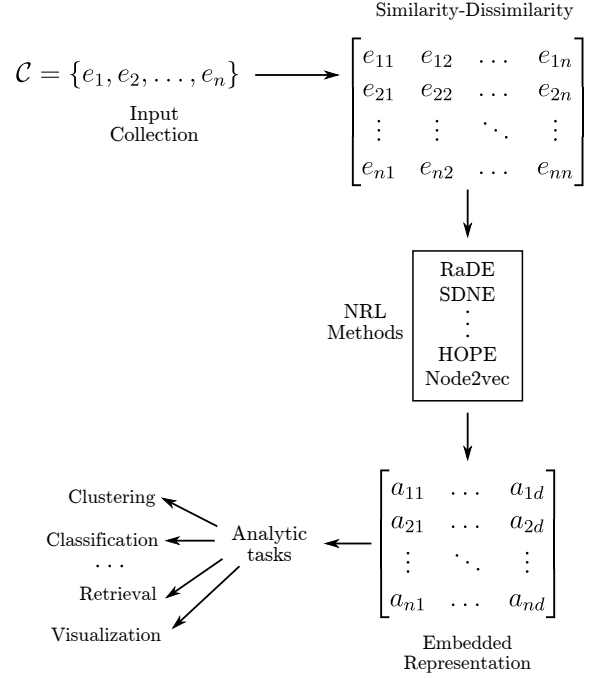 Similarity-Dissimilarity
𝒞 = {e₁, e₂, . . . , eₙ}
Input
Collection
e₁₁ e₁₂ . . . e₁ₙ
e₂₁ e₂₂ . . . e₂ₙ
⋮ ⋮ ⋱ ⋮
eₙ₁ eₙ₂ . . . eₙₙ
NRL
Methods
RaDE
SDNE
⋮
HOPE
Node2vec
a₁₁ . . . a₁d
a₂₁ . . . a₂d
⋮ ⋱ ⋮
aₙ₁ . . . aₙd
Embedded
Representation
Analytic
tasks
Clustering
Classification
. . .
Retrieval
Visualization